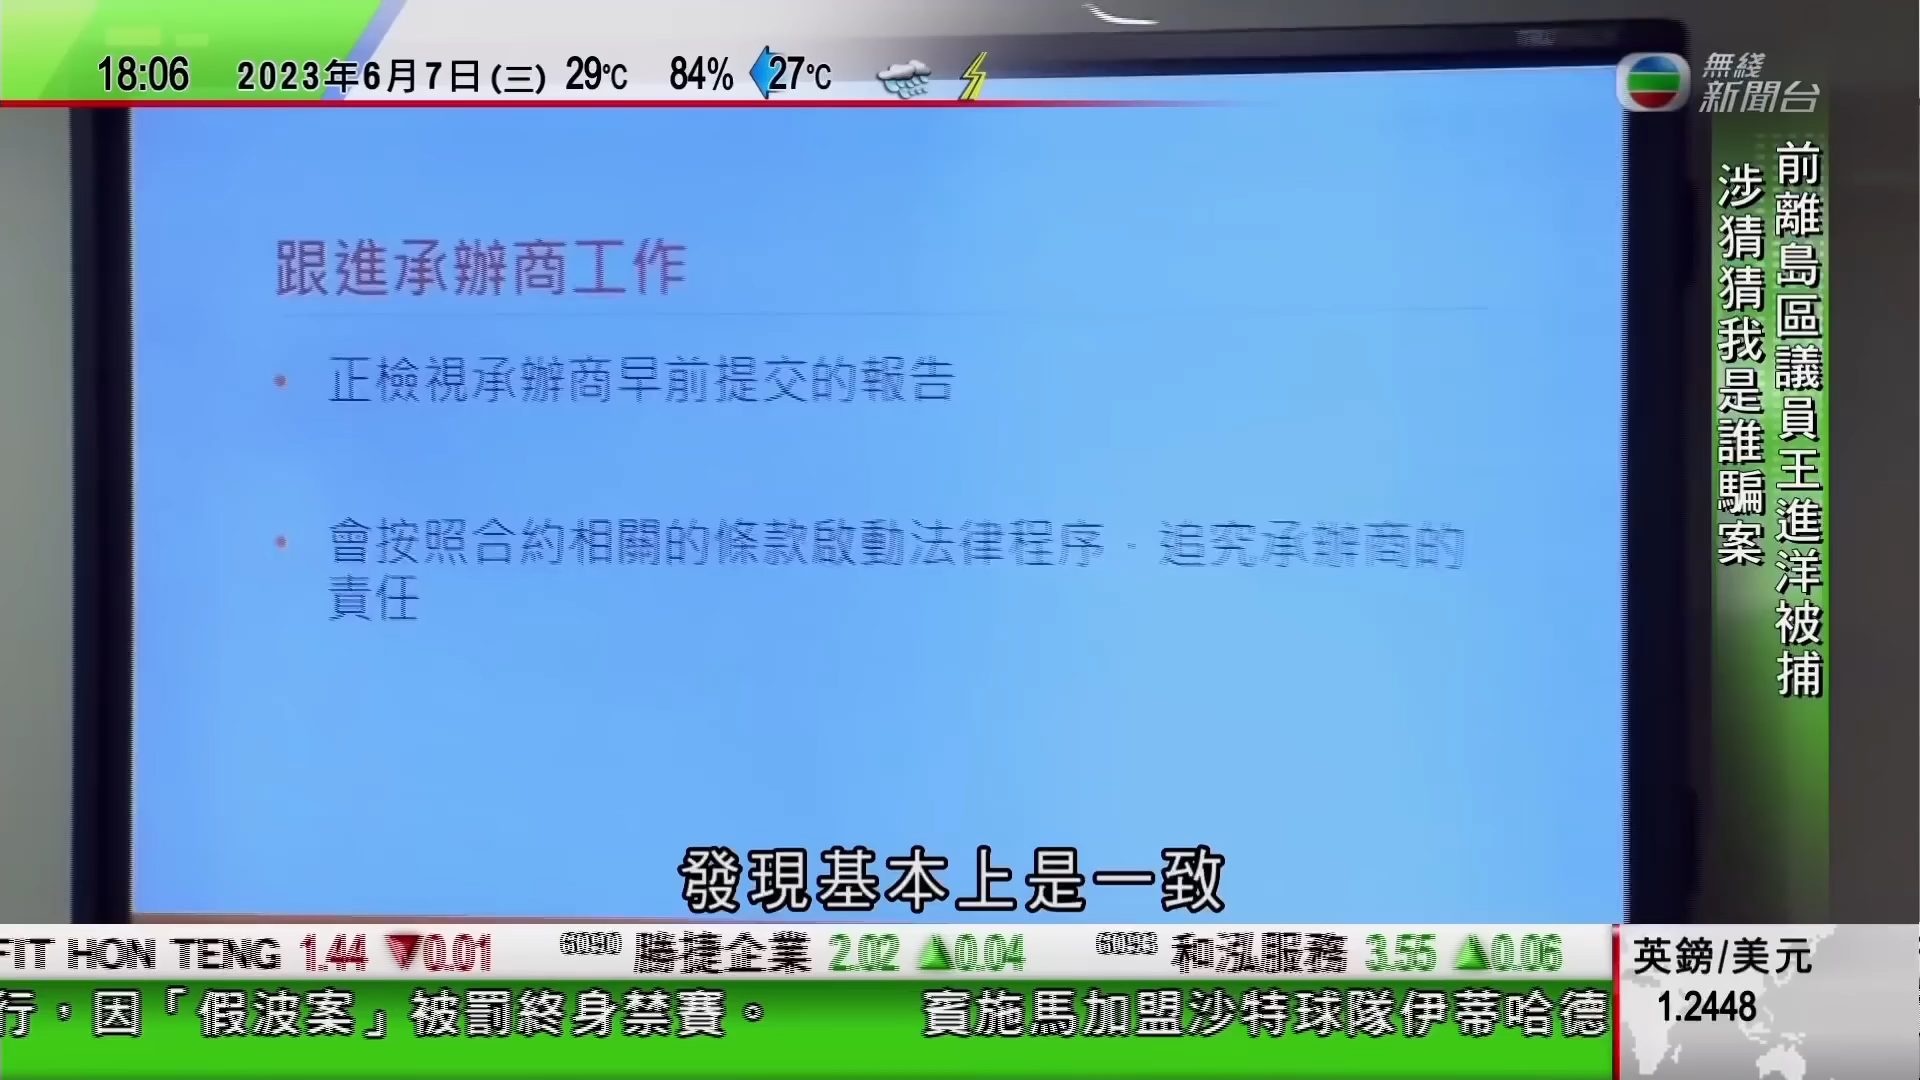 18:06 2023年6月7日(三) 29℃ 84% 27℃
無綫
新聞台
前離島區議員王進洋被捕
涉猜猜我是誰騙案
跟進承辦商工作
• 正檢視承辦商早前提交的報告
• 會按照合約相關的條款啟動法律程序，追究承辦商的
責任
發現基本上是一致
FIT HON TENG 1.44 ▼0.01 6090 勝捷企業 2.02 ▲0.04 6093 和泓服務 3.55 ▲0.06
行，因「假波案」被罰終身禁賽。 賓施馬加盟沙特球隊伊蒂哈德
英鎊/美元
1.2448